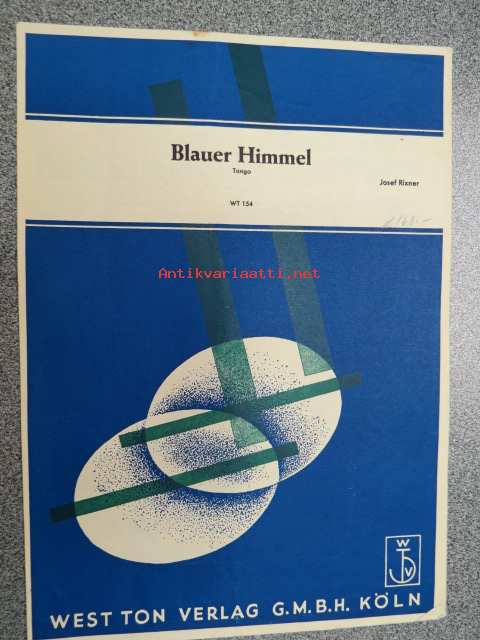 Blauer Himmel
Tango
Josef Rixner
WT 154
Antikvariaatti.net
W
T V
WEST TON VERLAG G.M.B.H. KÖLN